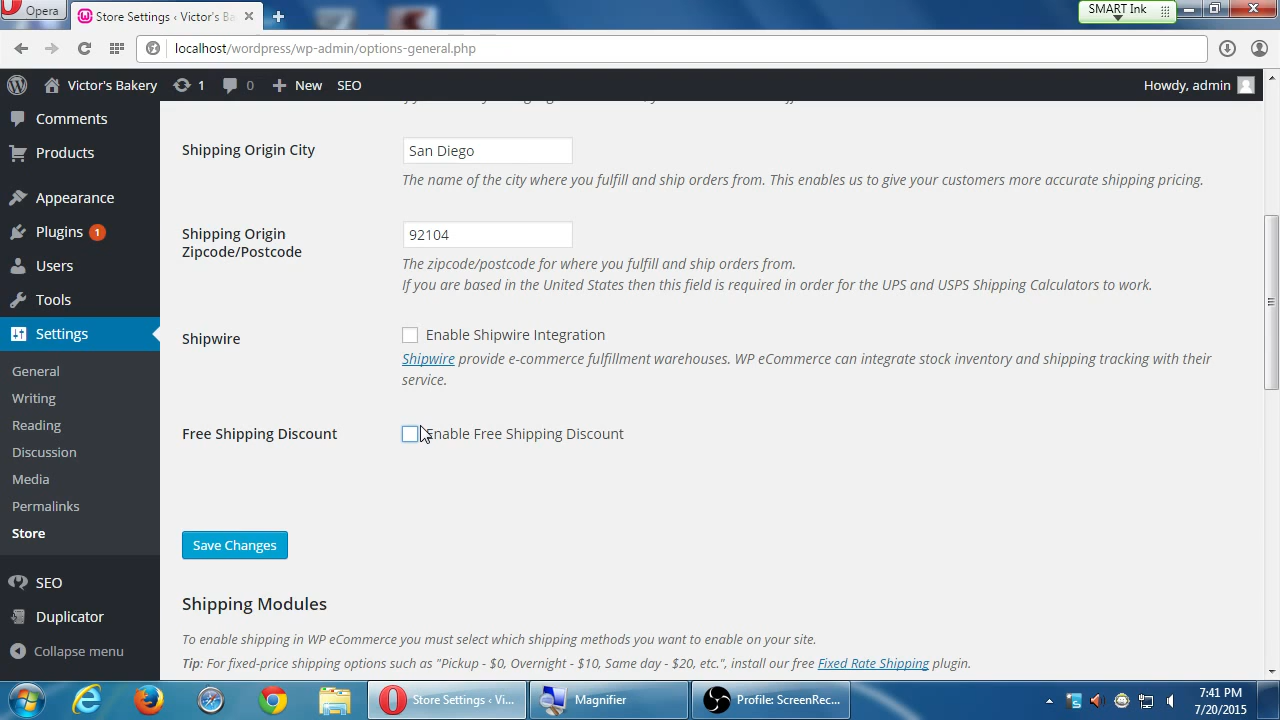 Opera
Store Settings ‹ Victor's Ba
SMART Ink
localhost/wordpress/wp-admin/options-general.php
Victor's Bakery
1
0
New
SEO
Howdy, admin
Comments
Products
Appearance
Plugins 1
Users
Tools
Settings
General
Writing
Reading
Discussion
Media
Permalinks
Store
SEO
Duplicator
Collapse menu
Shipping Origin City
San Diego
The name of the city where you fulfill and ship orders from. This enables us to give your customers more accurate shipping pricing.
Shipping Origin
Zipcode/Postcode
92104
The zipcode/postcode for where you fulfill and ship orders from.
If you are based in the United States then this field is required in order for the UPS and USPS Shipping Calculators to work.
Shipwire
Enable Shipwire Integration
Shipwire provide e-commerce fulfillment warehouses. WP eCommerce can integrate stock inventory and shipping tracking with their
service.
Free Shipping Discount
Enable Free Shipping Discount
Save Changes
Shipping Modules
To enable shipping in WP eCommerce you must select which shipping methods you want to enable on your site.
Tip: For fixed-price shipping options such as "Pickup - $0, Overnight - $10, Same day - $20, etc.", install our free Fixed Rate Shipping plugin.
Store Settings ‹ Vi...
Magnifier
Profile: ScreenRec...
7:41 PM
7/20/2015